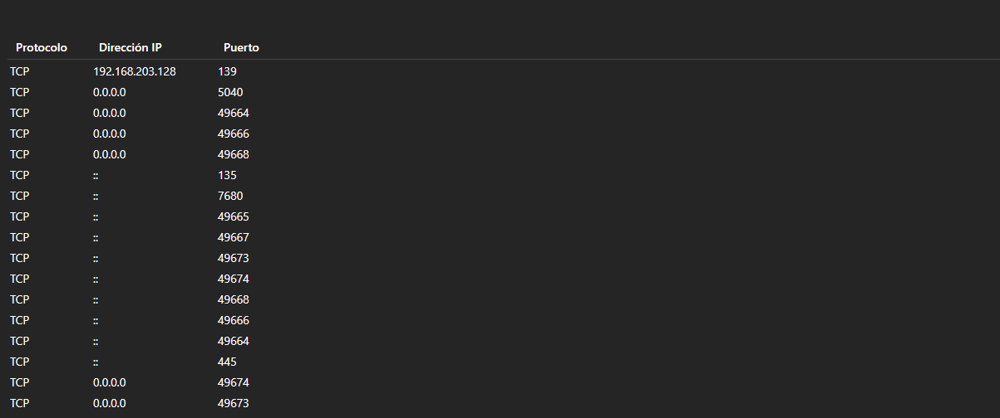 Protocolo Dirección IP Puerto
TCP 192.168.203.128 139
TCP 0.0.0.0 5040
TCP 0.0.0.0 49664
TCP 0.0.0.0 49666
TCP 0.0.0.0 49668
TCP :: 135
TCP :: 7680
TCP :: 49665
TCP :: 49667
TCP :: 49673
TCP :: 49674
TCP :: 49668
TCP :: 49666
TCP :: 49664
TCP :: 445
TCP 0.0.0.0 49674
TCP 0.0.0.0 49673